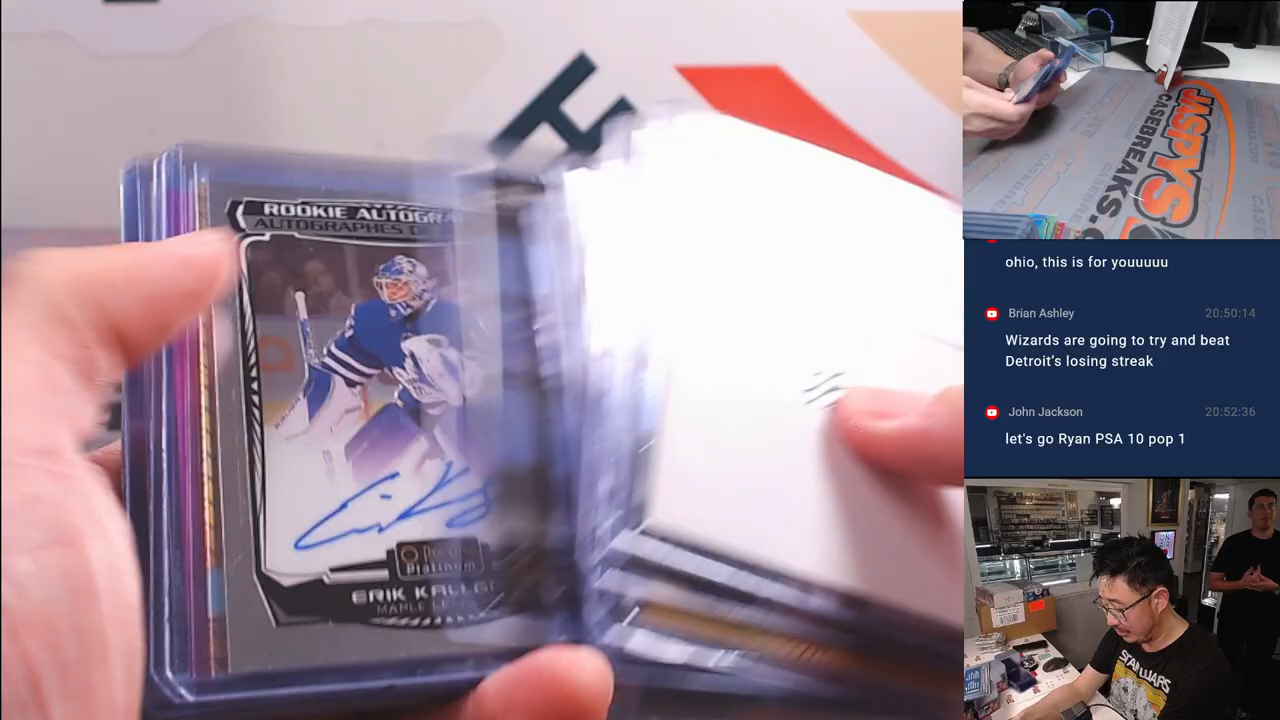 ROOKIE AUTOGRA
AUTOGRAPHES D
Platinum
ERIK KALLG
MAPLE L
JASPYS
CASEBREAKS.C
ohio, this is for youuuuu
Brian Ashley 20:50:14
Wizards are going to try and beat
Detroit's losing streak
John Jackson 20:52:36
let's go Ryan PSA 10 pop 1
STAR WARS